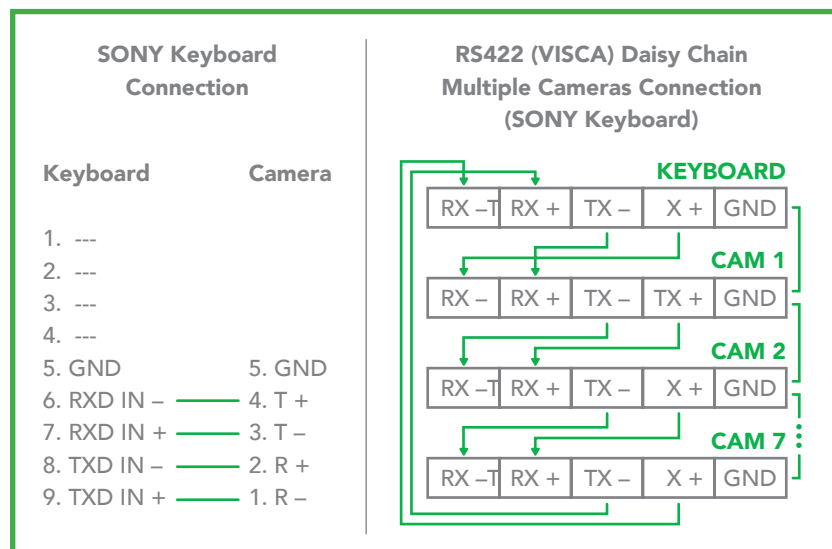 SONY Keyboard
Connection
Keyboard Camera
1. ---
2. ---
3. ---
4. ---
5. GND 5. GND
6. RXD IN – 4. T +
7. RXD IN + 3. T –
8. TXD IN – 2. R +
9. TXD IN + 1. R –
RS422 (VISCA) Daisy Chain
Multiple Cameras Connection
(SONY Keyboard)
KEYBOARD
RX –T RX + TX – X + GND
CAM 1
RX – RX + TX – TX + GND
CAM 2
RX –T RX + TX – X + GND
CAM 7
RX –T RX + TX – X + GND